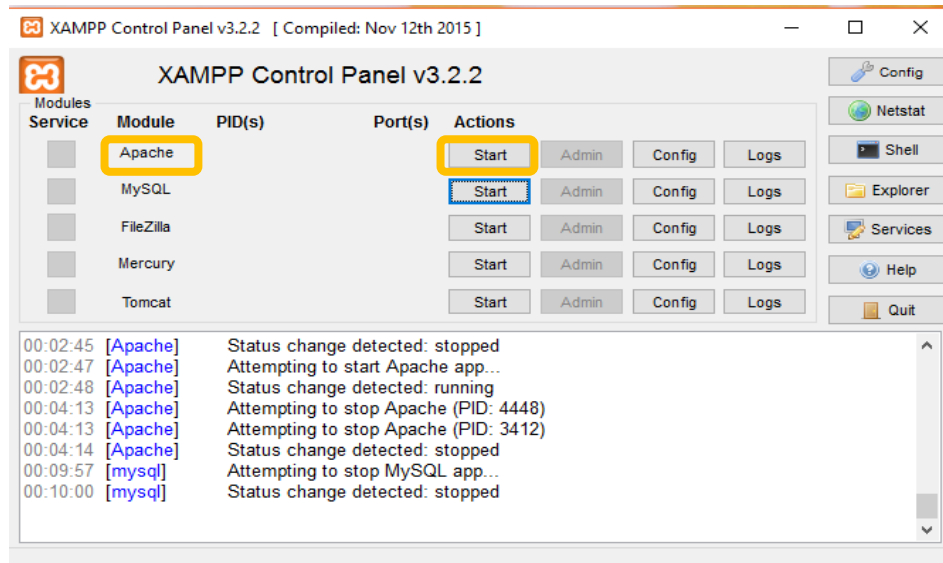 XAMPP Control Panel v3.2.2 [ Compiled: Nov 12th 2015 ]
XAMPP Control Panel v3.2.2
Config
Modules
Service Module PID(s) Port(s) Actions
Netstat
Apache Start Admin Config Logs
Shell
MySQL Start Admin Config Logs
Explorer
FileZilla Start Admin Config Logs
Services
Mercury Start Admin Config Logs
Help
Tomcat Start Admin Config Logs
Quit
00:02:45 [Apache] Status change detected: stopped
00:02:47 [Apache] Attempting to start Apache app...
00:02:48 [Apache] Status change detected: running
00:04:13 [Apache] Attempting to stop Apache (PID: 4448)
00:04:13 [Apache] Attempting to stop Apache (PID: 3412)
00:04:14 [Apache] Status change detected: stopped
00:09:57 [mysql] Attempting to stop MySQL app...
00:10:00 [mysql] Status change detected: stopped